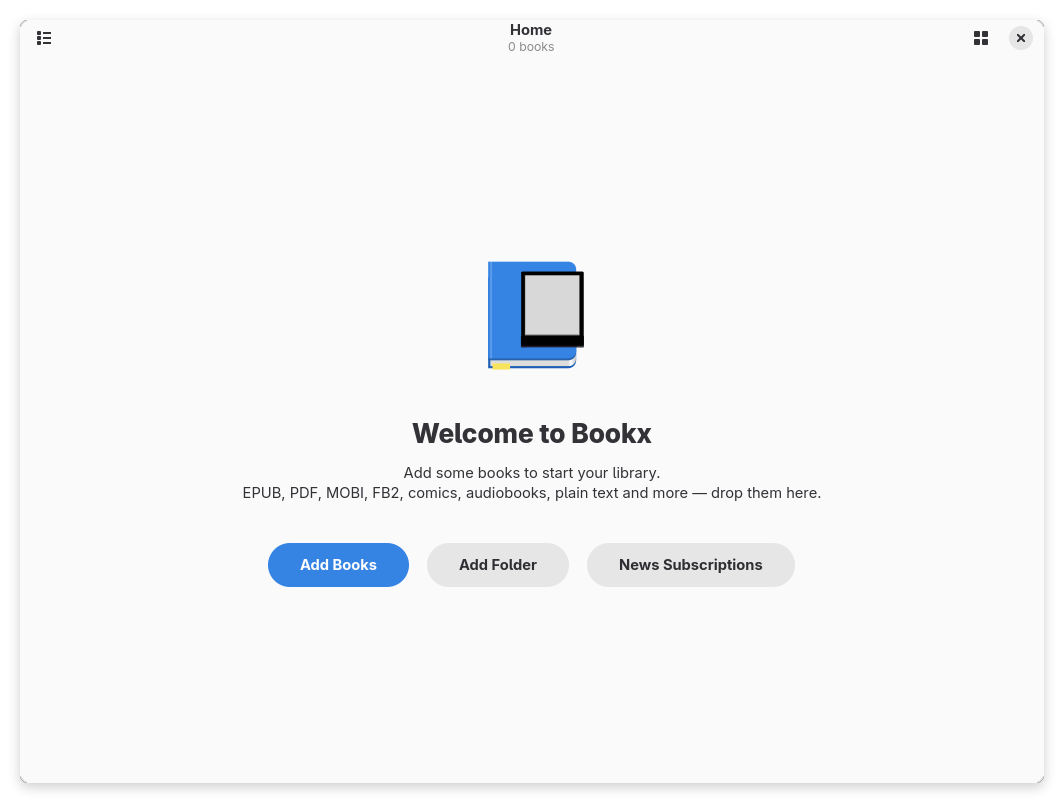 Home
0 books
Welcome to Bookx
Add some books to start your library.
EPUB, PDF, MOBI, FB2, comics, audiobooks, plain text and more — drop them here.
Add Books
Add Folder
News Subscriptions